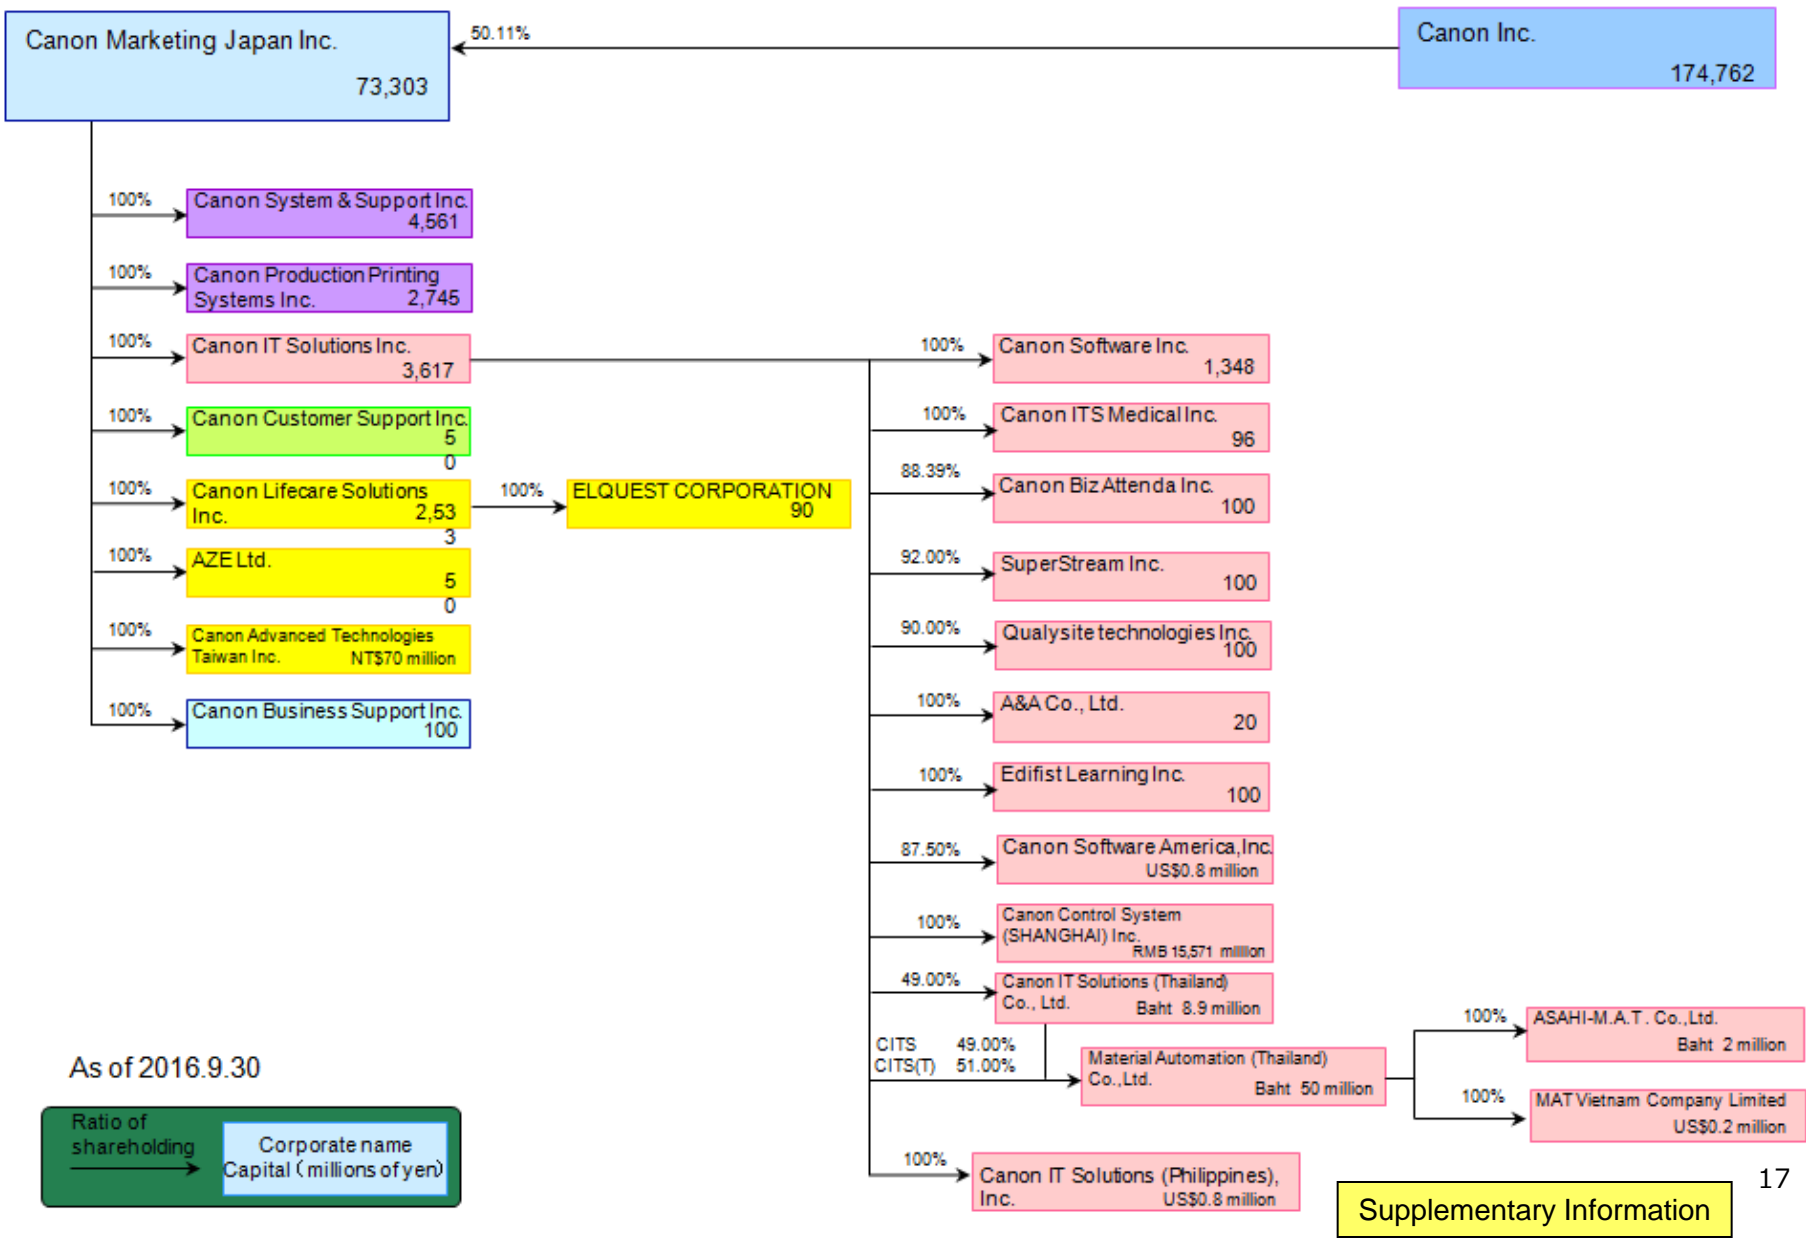 Canon Marketing Japan Inc.
73,303
50.11%
Canon Inc.
174,762
100%
Canon System & Support Inc.
4,561
100%
Canon Production Printing
Systems Inc. 2,745
100%
Canon IT Solutions Inc.
3,617
100%
Canon Customer Support Inc.
5
0
100%
Canon Lifecare Solutions
Inc. 2,53
3
100%
ELQUEST CORPORATION
90
100%
AZE Ltd.
5
0
100%
Canon Advanced Technologies
Taiwan Inc. NT$70 million
100%
Canon Business Support Inc.
100
100%
Canon Software Inc.
1,348
100%
Canon ITS Medical Inc.
96
88.39%
Canon Biz Attenda Inc.
100
92.00%
SuperStream Inc.
100
90.00%
Qualysite technologies Inc.
100
100%
A&A Co., Ltd.
20
100%
Edifist Learning Inc.
100
87.50%
Canon Software America, Inc.
US$0.8 million
100%
Canon Control System
(SHANGHAI) Inc.
RMB 15,571 million
49.00%
Canon IT Solutions (Thailand)
Co., Ltd. Baht 8.9 million
CITS 49.00%
CITS(T) 51.00%
Material Automation (Thailand)
Co.,Ltd. Baht 50 million
100%
ASAHI-M.A.T. Co.,Ltd.
Baht 2 million
100%
MAT Vietnam Company Limited
US$0.2 million
100%
Canon IT Solutions (Philippines),
Inc. US$0.8 million
As of 2016.9.30
Ratio of
shareholding
Corporate name
Capital (millions of yen)
17
Supplementary Information